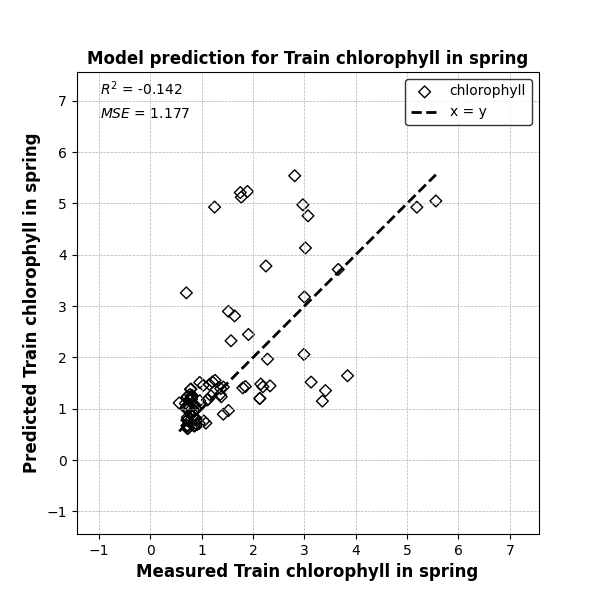 Model prediction for Train chlorophyll in spring
R² = -0.142
MSE = 1.177
chlorophyll
x = y
7
6
5
4
3
2
1
0
−1
Predicted Train chlorophyll in spring
−1 0 1 2 3 4 5 6 7
Measured Train chlorophyll in spring